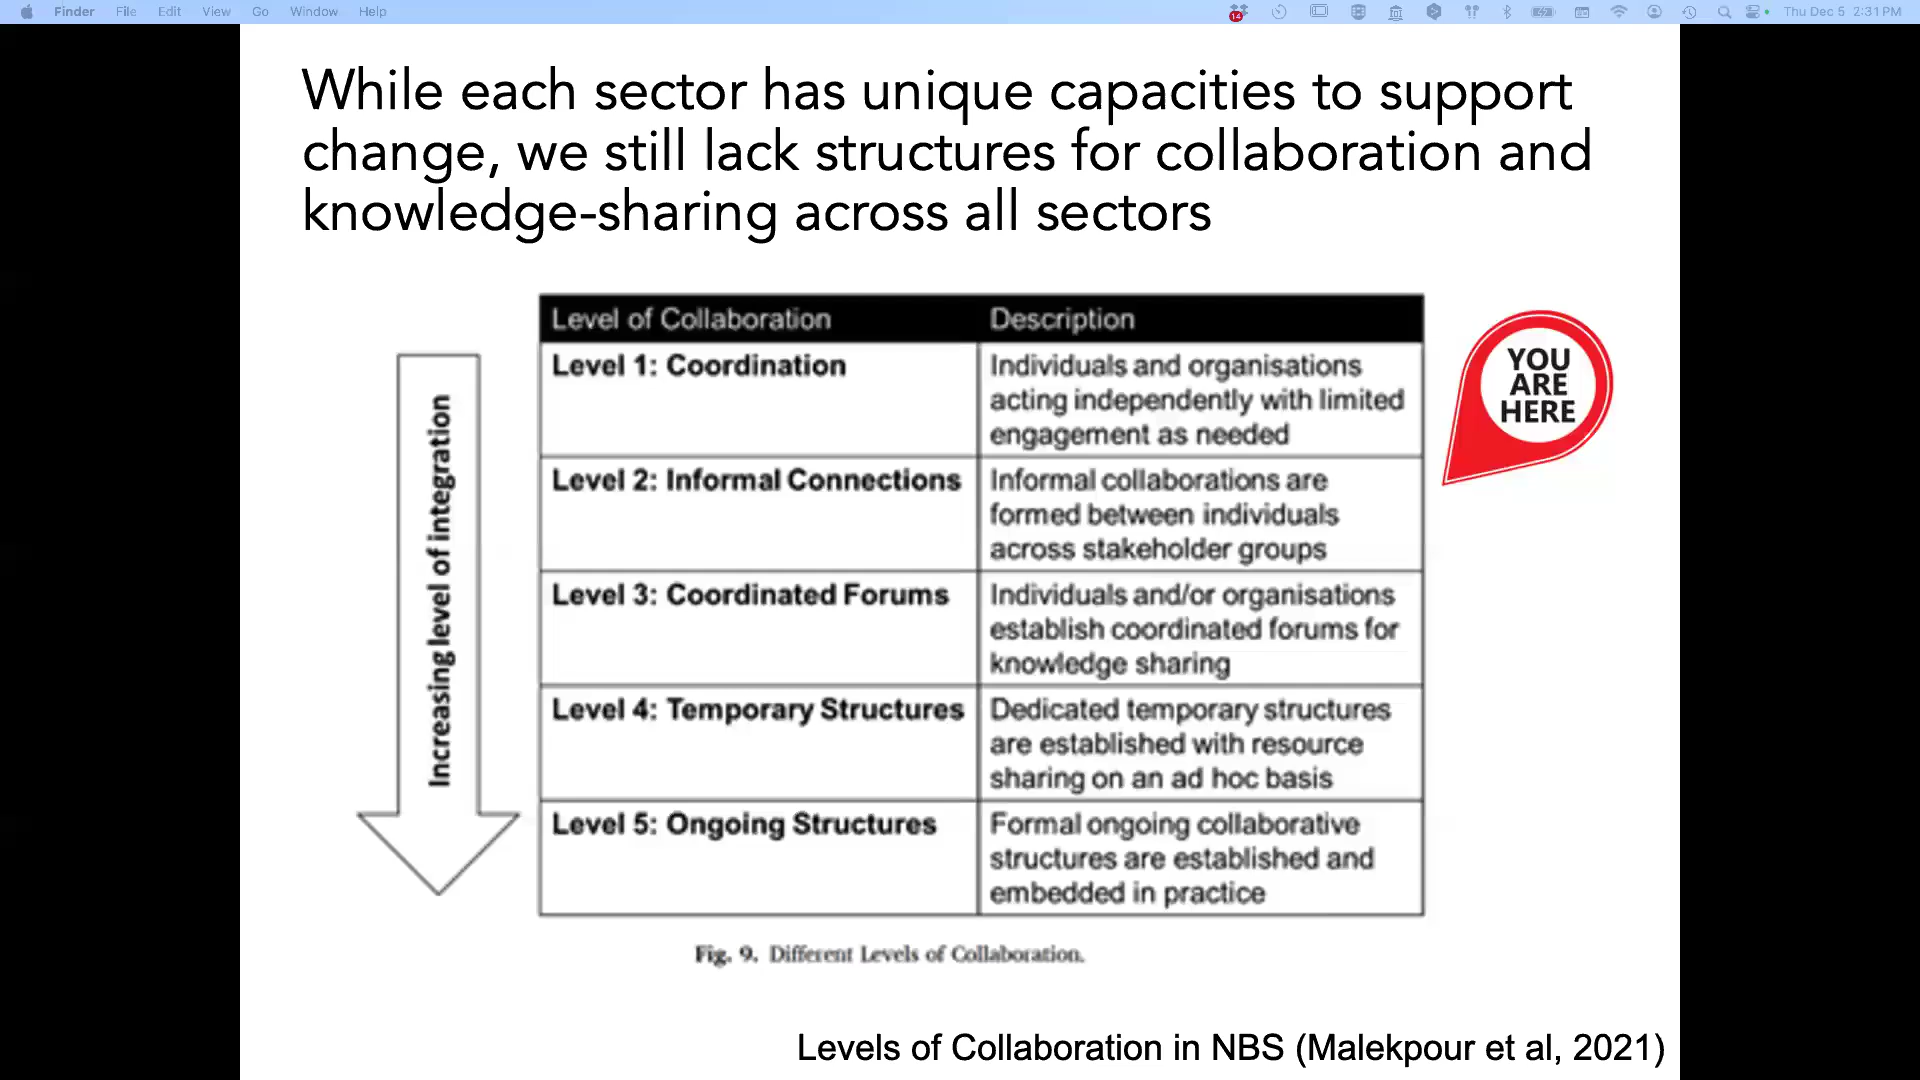 Finder File Edit View Go Window Help
14
Thu Dec 5 2:31 PM
While each sector has unique capacities to support
change, we still lack structures for collaboration and
knowledge-sharing across all sectors
Increasing level of integration
Level of Collaboration Description
Level 1: Coordination Individuals and organisations
acting independently with limited
engagement as needed
Level 2: Informal Connections Informal collaborations are
formed between individuals
across stakeholder groups
Level 3: Coordinated Forums Individuals and/or organisations
establish coordinated forums for
knowledge sharing
Level 4: Temporary Structures Dedicated temporary structures
are established with resource
sharing on an ad hoc basis
Level 5: Ongoing Structures Formal ongoing collaborative
structures are established and
embedded in practice
YOU
ARE
HERE
Fig. 9. Different Levels of Collaboration.
Levels of Collaboration in NBS (Malekpour et al, 2021)